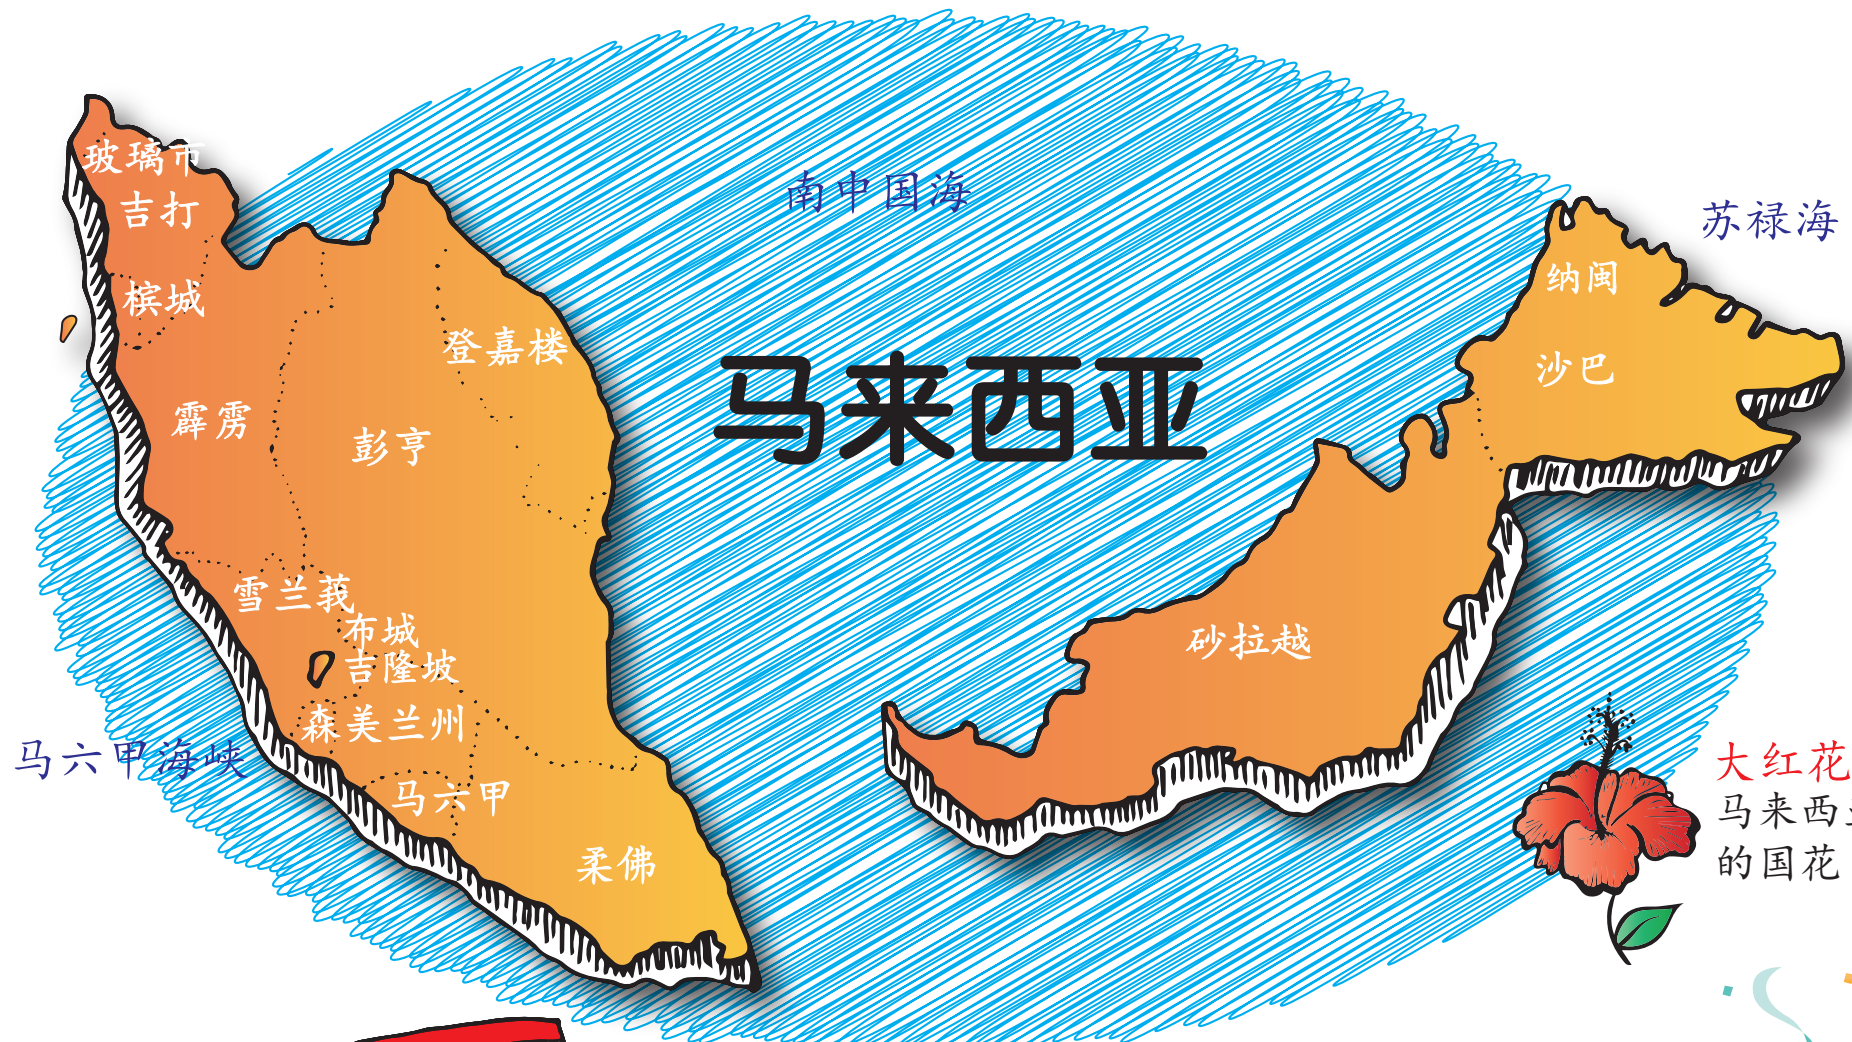 玻璃市
吉打
南中国海
苏禄海
槟城
纳闽
登嘉楼
马来西亚
沙巴
霹雳
彭亨
雪兰莪
布城
砂拉越
吉隆坡
森美兰州
马六甲海峡
大红花
马六甲
马来西
柔佛
的国花